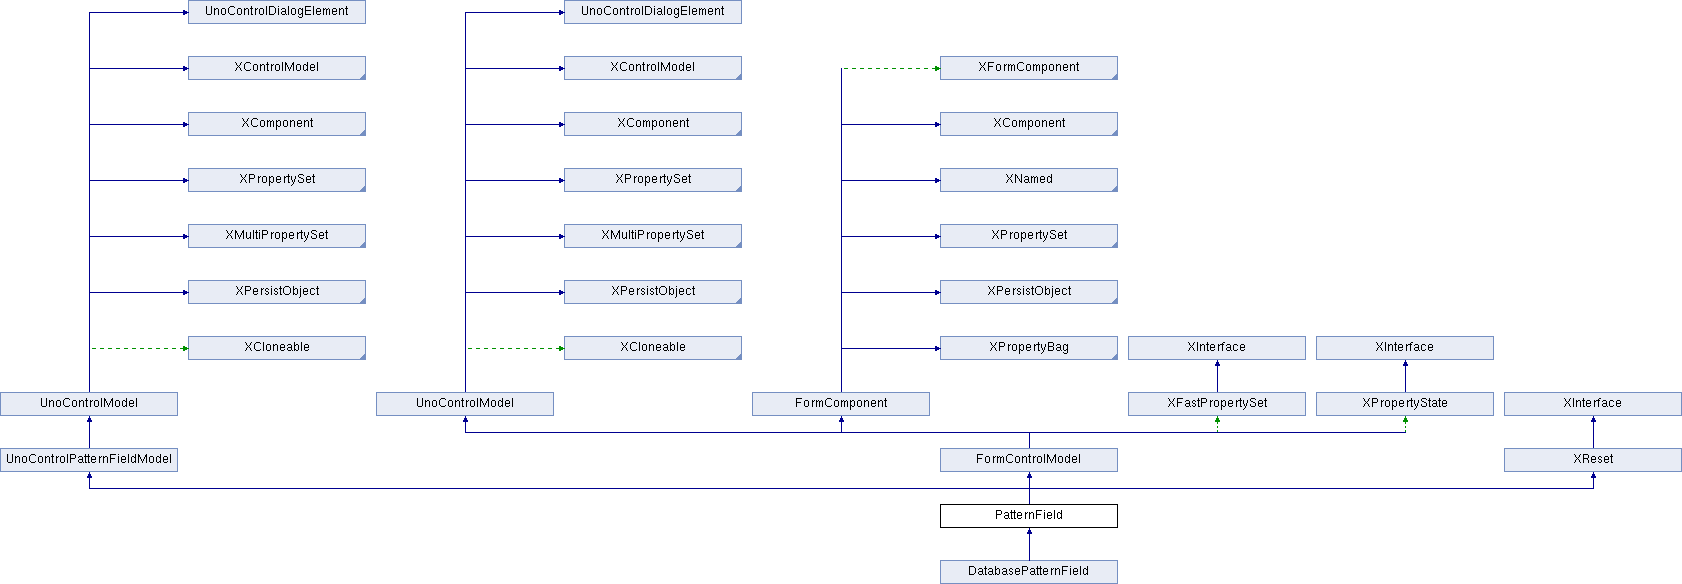 UnoControlDialogElement
UnoControlDialogElement
XControlModel
XControlModel
XFormComponent
XComponent
XComponent
XComponent
XPropertySet
XPropertySet
XNamed
XMultiPropertySet
XMultiPropertySet
XPropertySet
XPersistObject
XPersistObject
XPersistObject
XCloneable
XCloneable
XPropertyBag
XInterface
XInterface
UnoControlModel
UnoControlModel
FormComponent
XFastPropertySet
XPropertyState
XInterface
UnoControlPatternFieldModel
FormControlModel
XReset
PatternField
DatabasePatternField